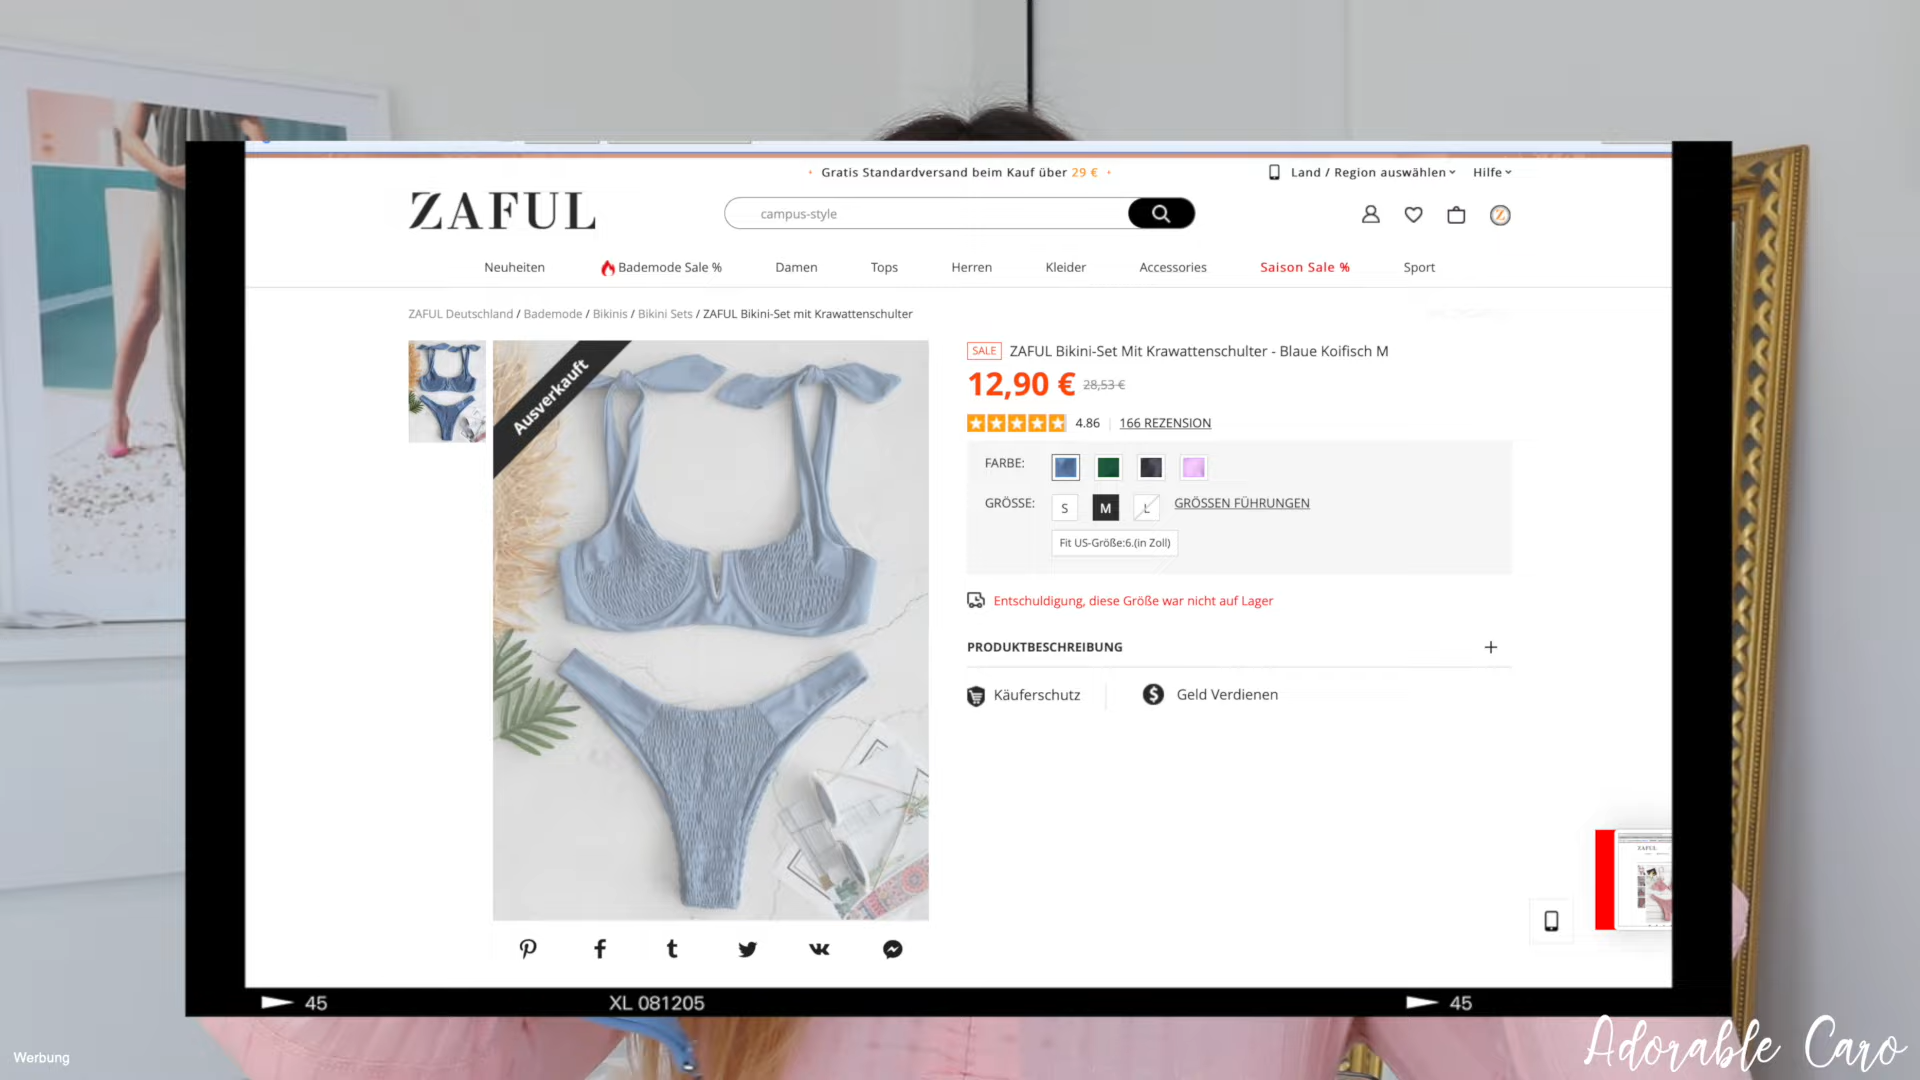 • Gratis Standardversand beim Kauf über 29 € •
Land / Region auswählen
Hilfe
ZAFUL
campus-style
Neuheiten
Bademode Sale %
Damen
Tops
Herren
Kleider
Accessories
Saison Sale %
Sport
ZAFUL Deutschland / Bademode / Bikinis / Bikini Sets / ZAFUL Bikini-Set mit Krawattenschulter
Ausverkauft
SALE ZAFUL Bikini-Set Mit Krawattenschulter - Blaue Koifisch M
12,90 € 28,53 €
4.86 | 166 REZENSION
FARBE:
GRÖSSE: S M L GRÖSSEN FÜHRUNGEN
Fit US-Größe:6.(in Zoll)
Entschuldigung, diese Größe war nicht auf Lager
PRODUKTBESCHREIBUNG +
Käuferschutz
Geld Verdienen
ZAFUL
45
XL 081205
45
Werbung
Adorable Caro